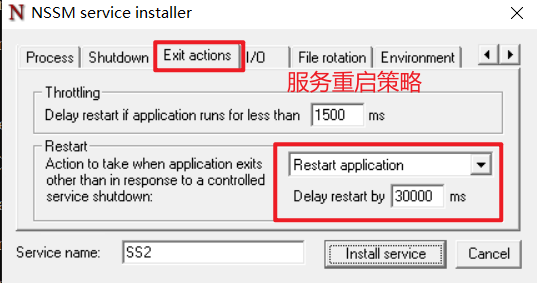 NSSM service installer
Process Shutdown Exit actions I/O File rotation Environment
服务重启策略
Throttling
Delay restart if application runs for less than 1500 ms
Restart
Action to take when application exits
other than in response to a controlled
service shutdown:
Restart application
Delay restart by 30000 ms
Service name: SS2 Install service Cancel